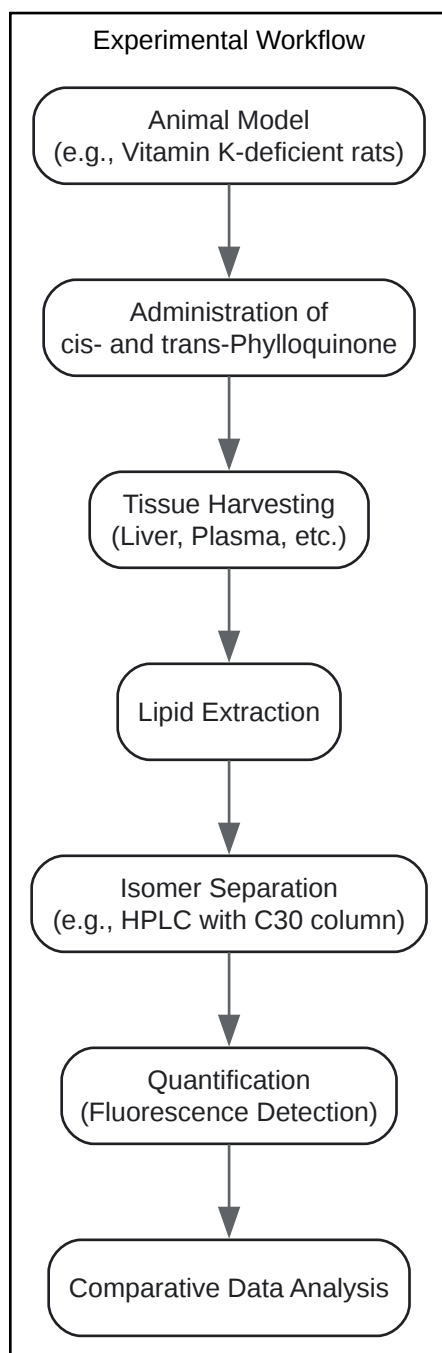 Experimental Workflow
Animal Model
(e.g., Vitamin K-deficient rats)
Administration of
cis- and trans-Phylloquinone
Tissue Harvesting
(Liver, Plasma, etc.)
Lipid Extraction
Isomer Separation
(e.g., HPLC with C30 column)
Quantification
(Fluorescence Detection)
Comparative Data Analysis